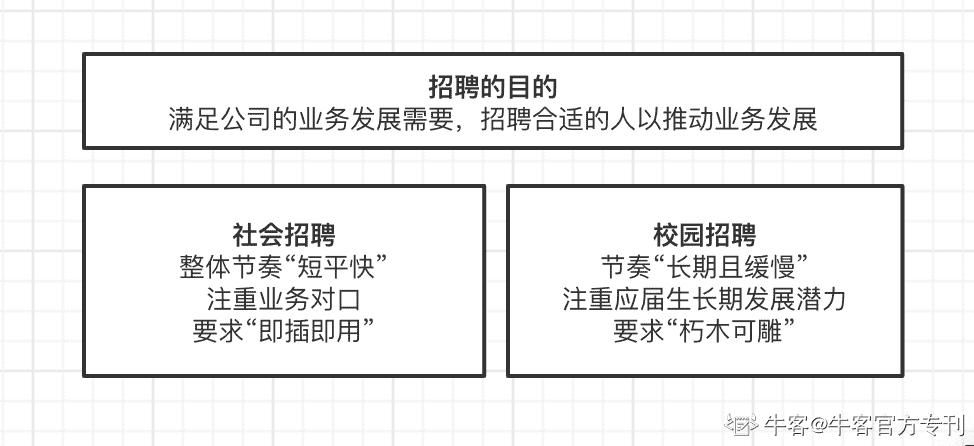 招聘的目的
满足公司的业务发展需要，招聘合适的人以推动业务发展
社会招聘
整体节奏“短平快”
注重业务对口
要求“即插即用”
校园招聘
节奏“长期且缓慢”
注重应届生长期发展潜力
要求“朽木可雕”
牛客@牛客官方专刊